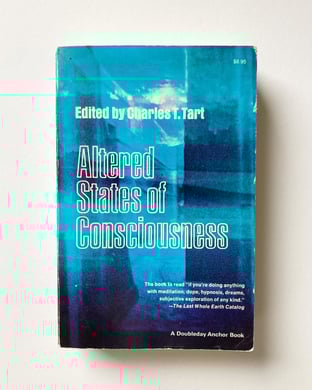 $6.95
Edited by Charles T. Tart
Altered
States of
Consciousness
The book to read "if you're doing anything
with meditation, dope, hypnosis, dreams,
subjective exploration of any kind."
—The Last Whole Earth Catalog
A Doubleday Anchor Book